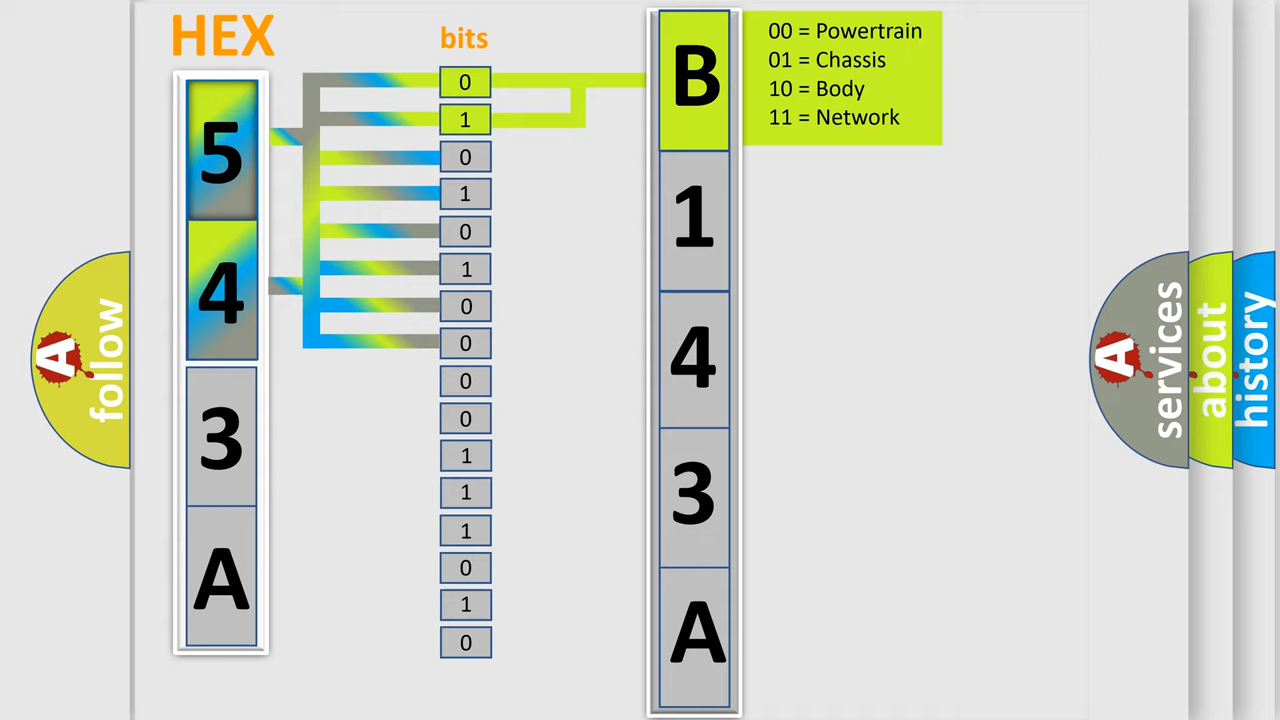 HEX
bits
5
4
3
A
0
1
0
1
0
1
0
0
0
0
1
1
1
0
1
0
B
1
4
3
A
00 = Powertrain
01 = Chassis
10 = Body
11 = Network
A follow
A services
about
history